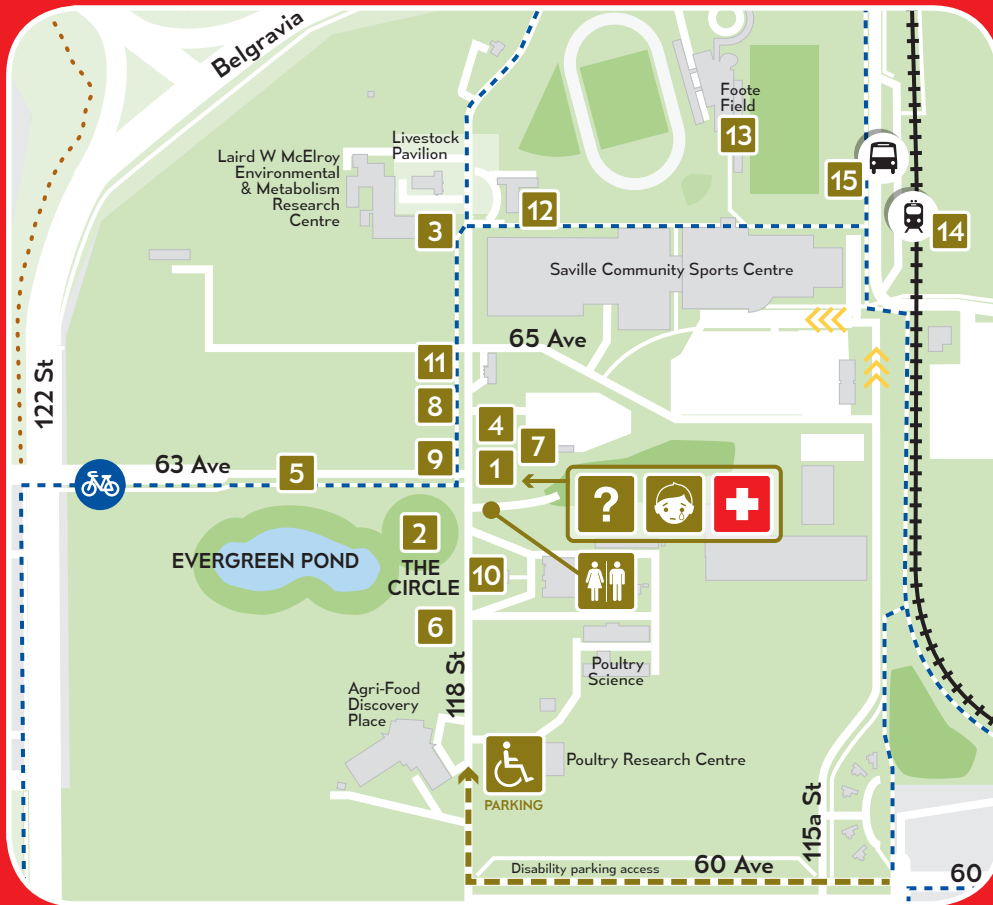 Belgravia
Foote
Field
13
Livestock
Pavilion
Laird W McElroy
Environmental
& Metabolism
Research
Centre
15
12
3
14
Saville Community Sports Centre
65 Ave
11
122 St
8
4
7
9
1
63 Ave
5
?
2
EVERGREEN POND
THE
CIRCLE
10
6
118 St
Poultry
Science
Agri-Food
Discovery
Place
Poultry Research Centre
PARKING
115a St
Disability parking access
60 Ave
60